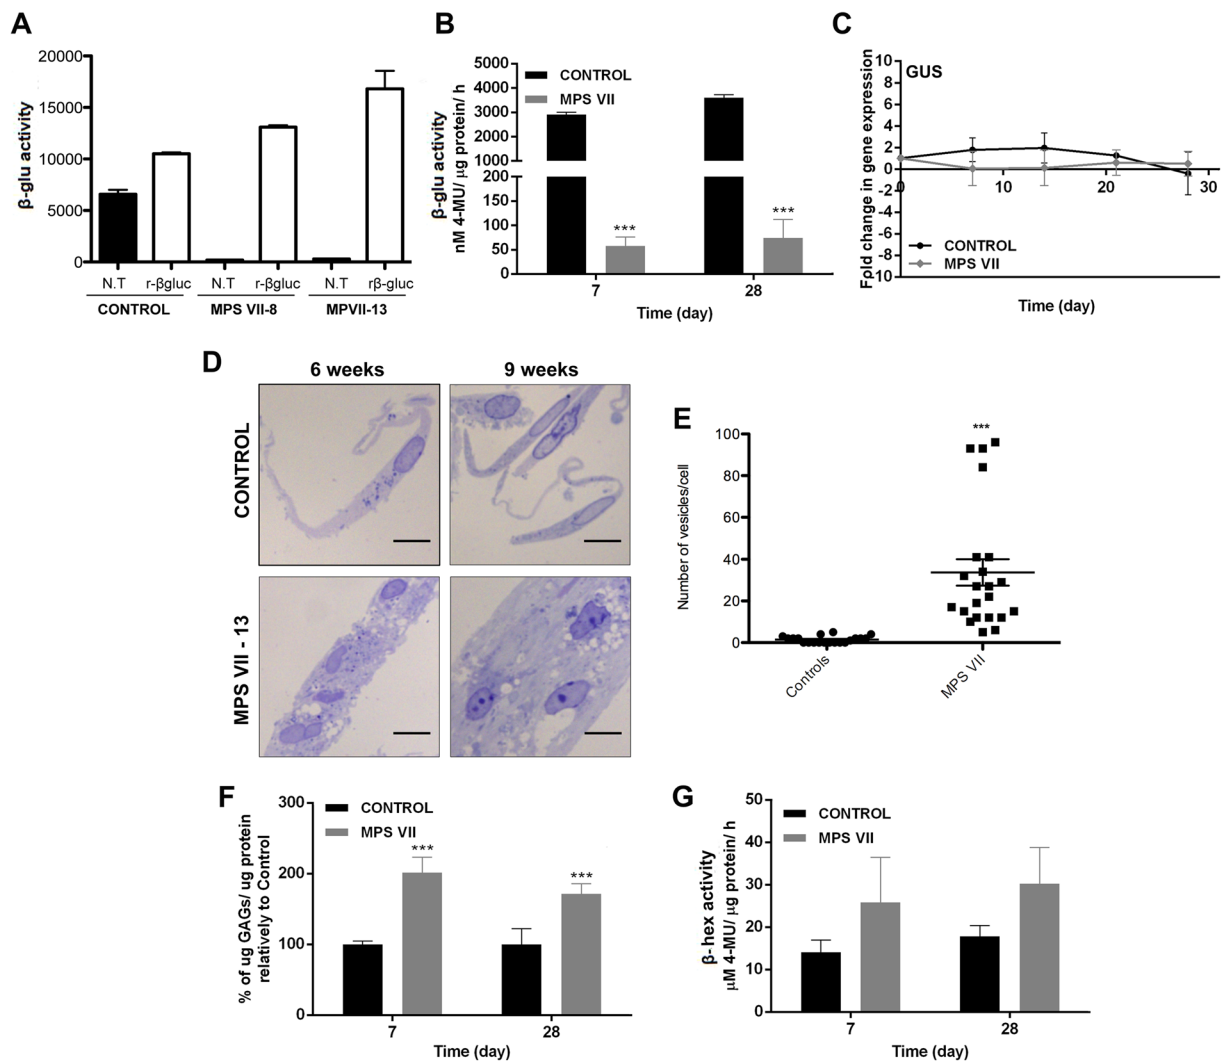 A
β-glu activity
20000
15000
10000
5000
0
N.T r-βgluc N.T r-βgluc N.T rβ-gluc
CONTROL MPS VII-8 MPVII-13
B
β-glu activity
nM 4-MU/ μg protein/ h
5000
4000
3000
2000
1000
200
150
100
50
0
CONTROL
MPS VII
*** ***
7 28
Time (day)
C
Fold change in gene expression
GUS
10
8
6
4
2
0
-2
-4
-6
-8
-10
0 10 20 30
CONTROL
MPS VII
Time (day)
D
6 weeks 9 weeks
CONTROL
MPS VII - 13
E
Number of vesicles/cell
100
80
60
40
20
0
***
Controls MPS VII
F
% of ug GAGs/ ug protein
relatively to Control
300
200
100
0
CONTROL
MPS VII
*** ***
7 28
Time (day)
G
β- hex activity
μM 4-MU/ μg protein/ h
50
40
30
20
10
0
CONTROL
MPS VII
7 28
Time (day)